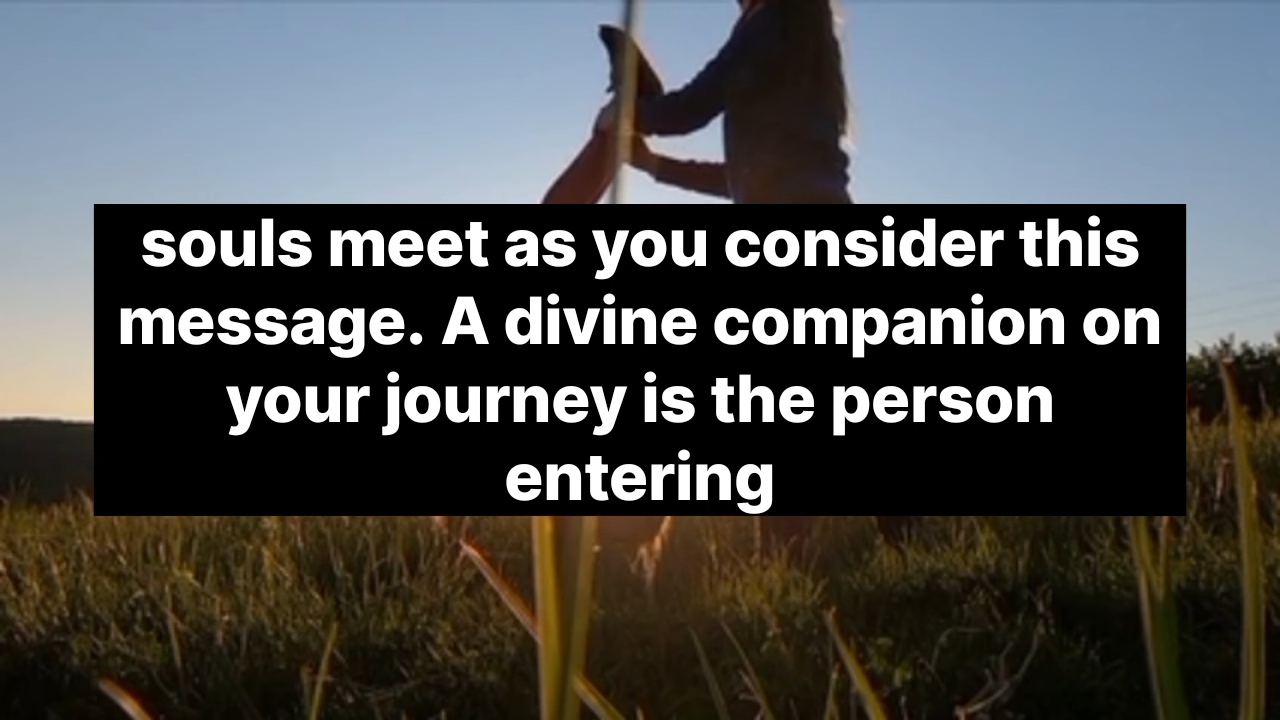 souls meet as you consider this
message. A divine companion on
your journey is the person
entering